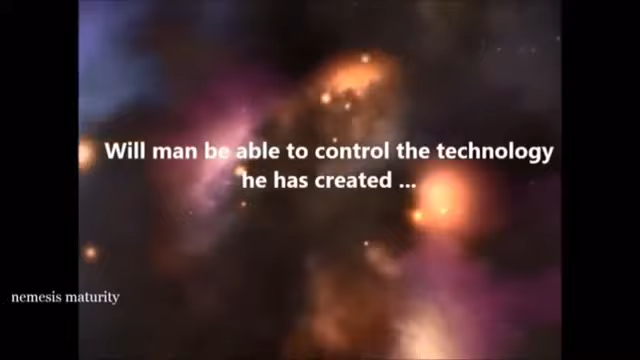 Will man be able to control the technology
he has created ...
nemesis maturity